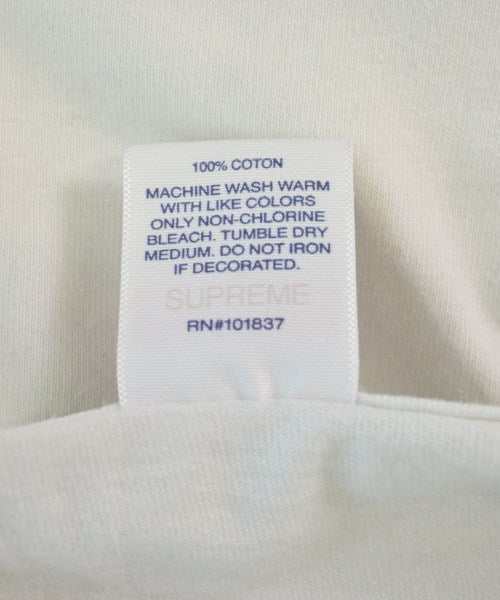 100% COTON
MACHINE WASH WARM
WITH LIKE COLORS
ONLY NON-CHLORINE
BLEACH. TUMBLE DRY
MEDIUM. DO NOT IRON
IF DECORATED.
SUPREME
RN#101837